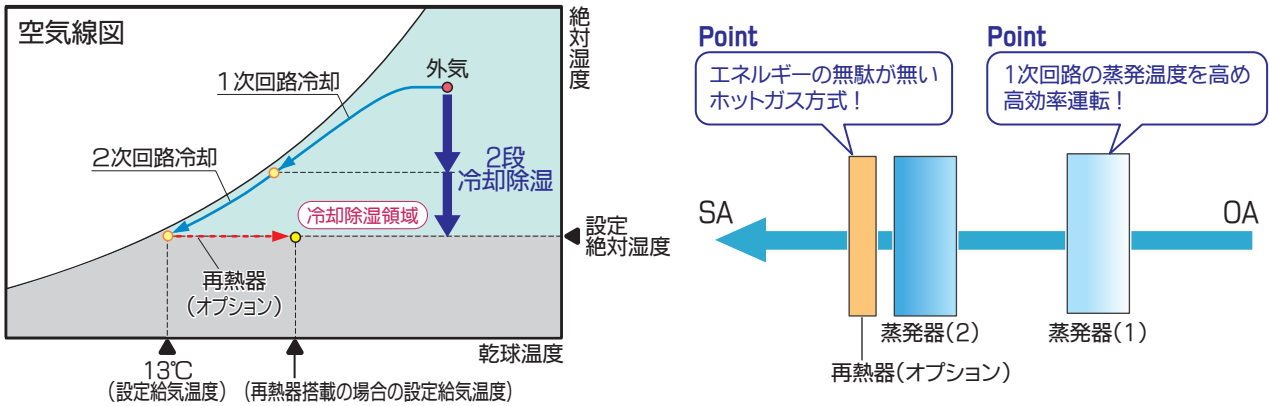 空気線図
絶対湿度
1次回路冷却
外気
2次回路冷却
2段
冷却除湿
冷却除湿領域
設定
絶対湿度
再熱器
(オプション)
乾球温度
13℃
(設定給気温度)
(再熱器搭載の場合の設定給気温度)
Point
エネルギーの無駄が無い
ホットガス方式!
Point
1次回路の蒸発温度を高め
高効率運転!
SA
OA
蒸発器(2)
蒸発器(1)
再熱器(オプション)